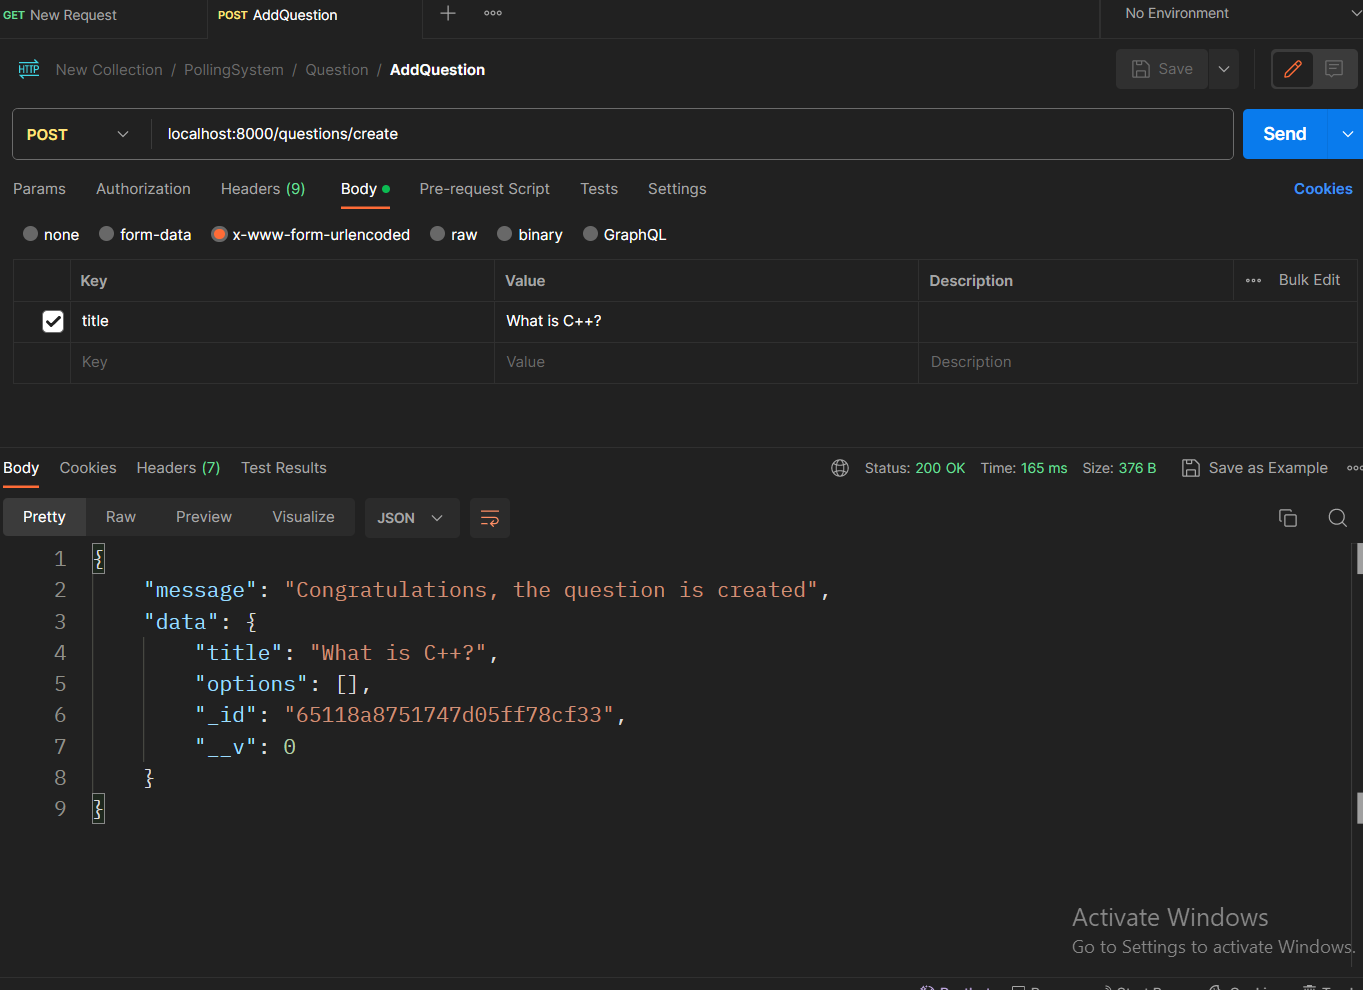 GET New Request POST AddQuestion No Environment
New Collection / PollingSystem / Question / AddQuestion Save
POST localhost:8000/questions/create Send
Params Authorization Headers (9) Body Pre-request Script Tests Settings Cookies
none form-data x-www-form-urlencoded raw binary GraphQL
Key Value Description Bulk Edit
title What is C++?
Key Value Description
Body Cookies Headers (7) Test Results Status: 200 OK Time: 165 ms Size: 376 B Save as Example
Pretty Raw Preview Visualize JSON
1 {
2 "message": "Congratulations, the question is created",
3 "data": {
4 "title": "What is C++?",
5 "options": [],
6 "_id": "65118a8751747d05ff78cf33",
7 "__v": 0
8 }
9 }
Activate Windows
Go to Settings to activate Windows.